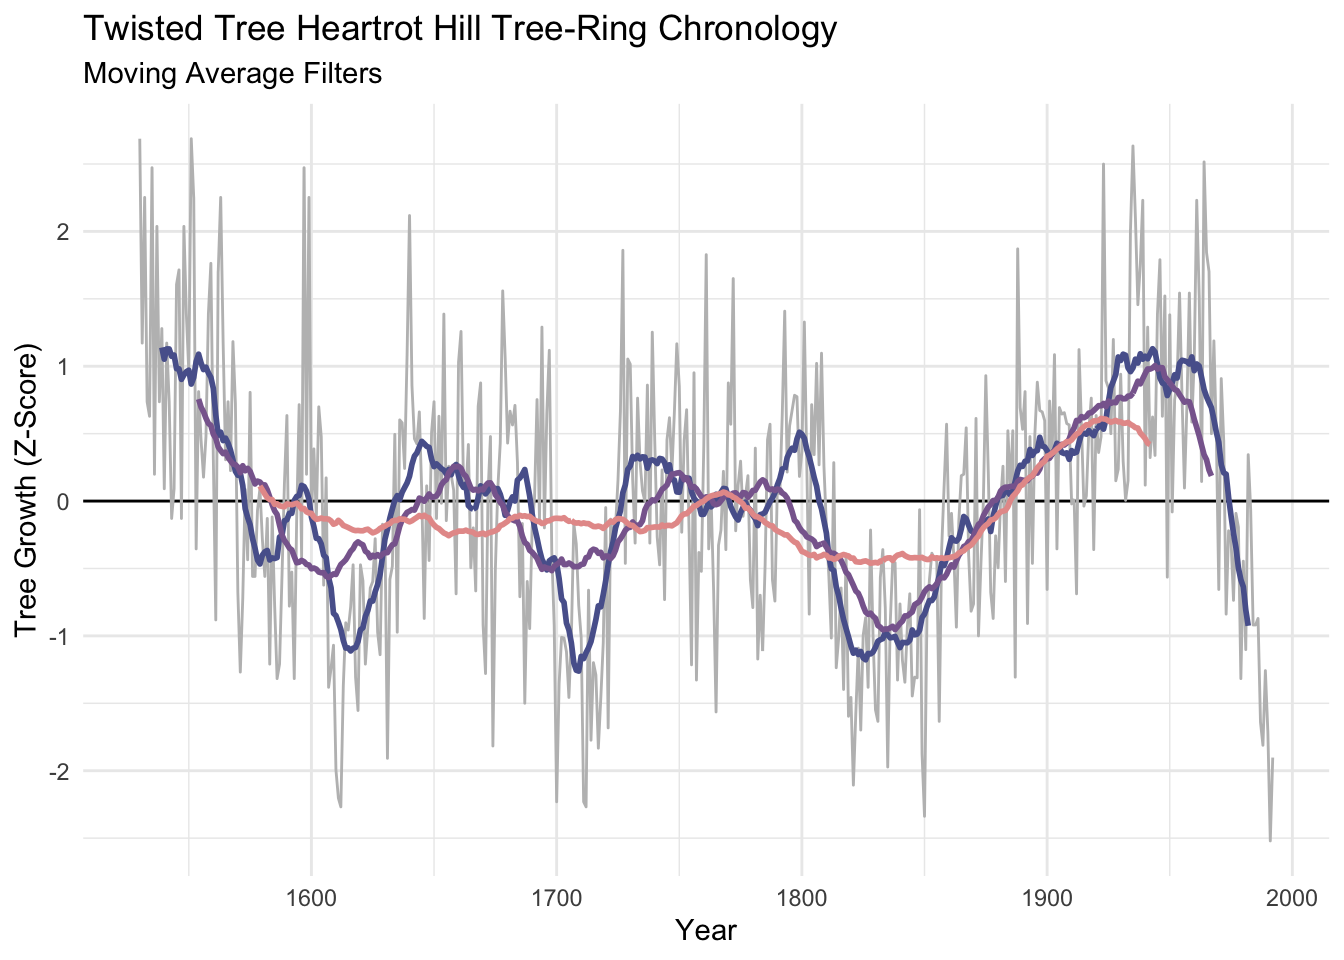 Twisted Tree Heartrot Hill Tree-Ring Chronology
Moving Average Filters
Tree Growth (Z-Score)
2
1
0
-1
-2
1600 1700 1800 1900 2000
Year